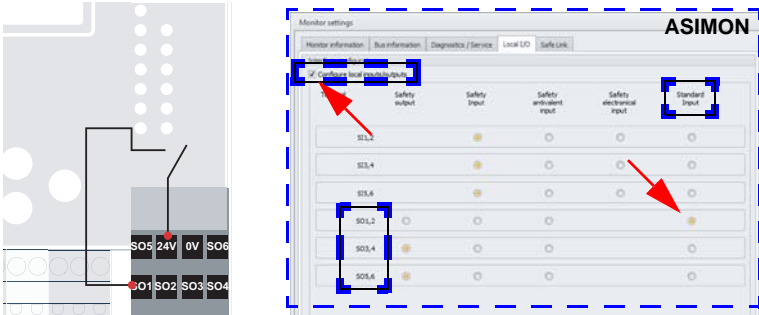 SO5 24V 0V SO6
SO1 SO2 SO3 SO4
Monitor settings
ASIMON
Monitor information Bus information Diagnostics / Service Local I/O Safe Link
Configure local inputs/outputs
Safety output
Safety Input
Safety antivalent input
Safety electronical input
Standard Input
SI1,2
SI3,4
SI5,6
SO1,2
SO3,4
SO5,6